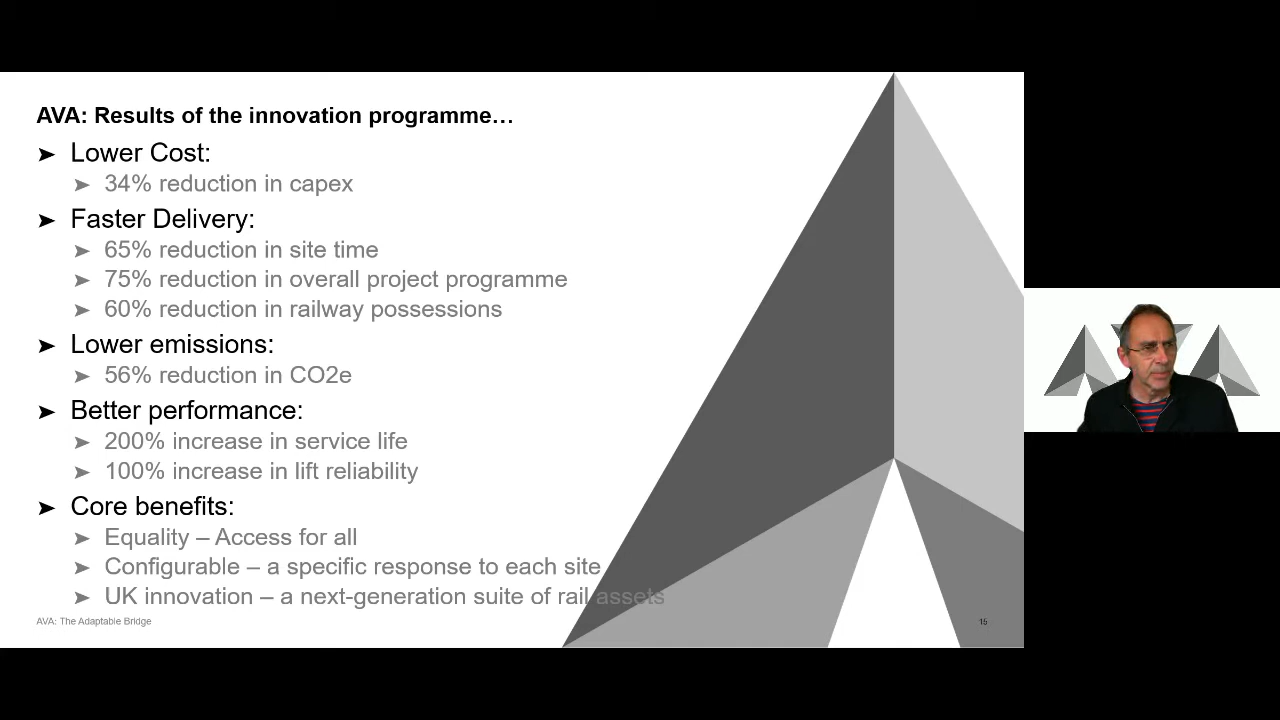 AVA: Results of the innovation programme…
➤ Lower Cost:
➤ 34% reduction in capex
➤ Faster Delivery:
➤ 65% reduction in site time
➤ 75% reduction in overall project programme
➤ 60% reduction in railway possessions
➤ Lower emissions:
➤ 56% reduction in CO2e
➤ Better performance:
➤ 200% increase in service life
➤ 100% increase in lift reliability
➤ Core benefits:
➤ Equality – Access for all
➤ Configurable – a specific response to each site
➤ UK innovation – a next-generation suite of rail assets
AVA: The Adaptable Bridge
15